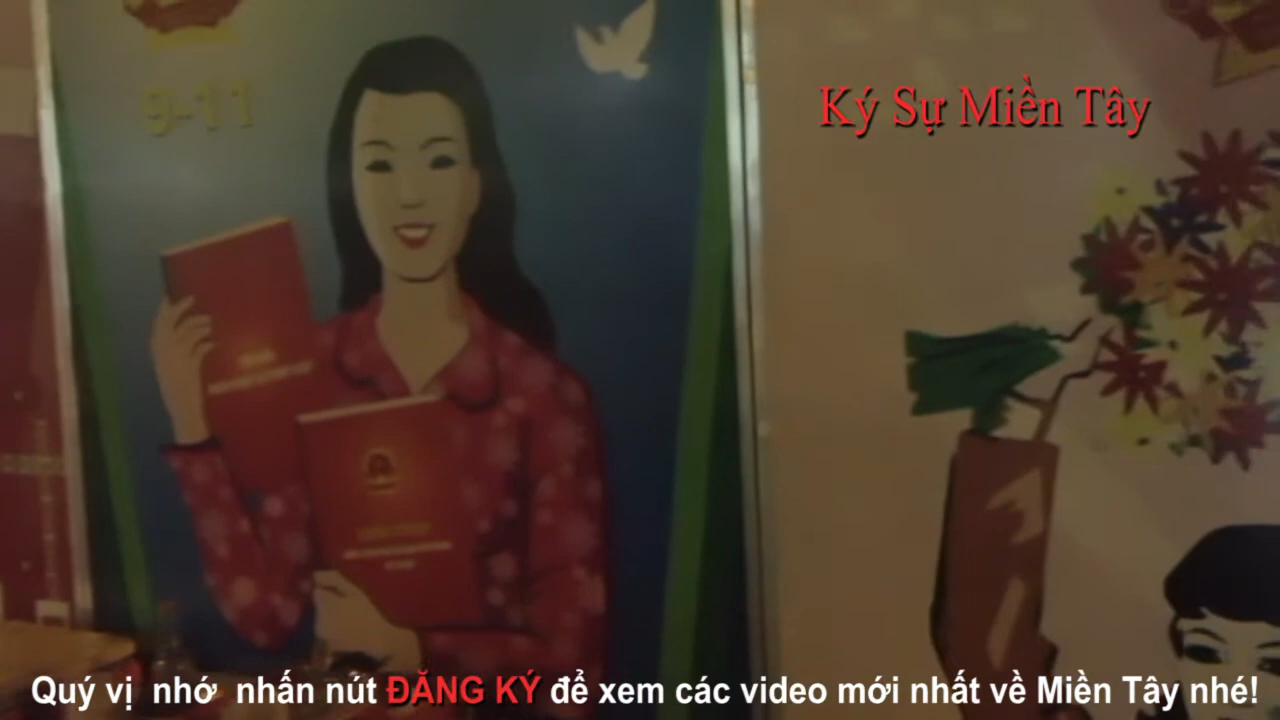 9-11
Ký Sự Miền Tây
Quý vị nhớ nhấn nút ĐĂNG KÝ để xem các video mới nhất về Miền Tây nhé!